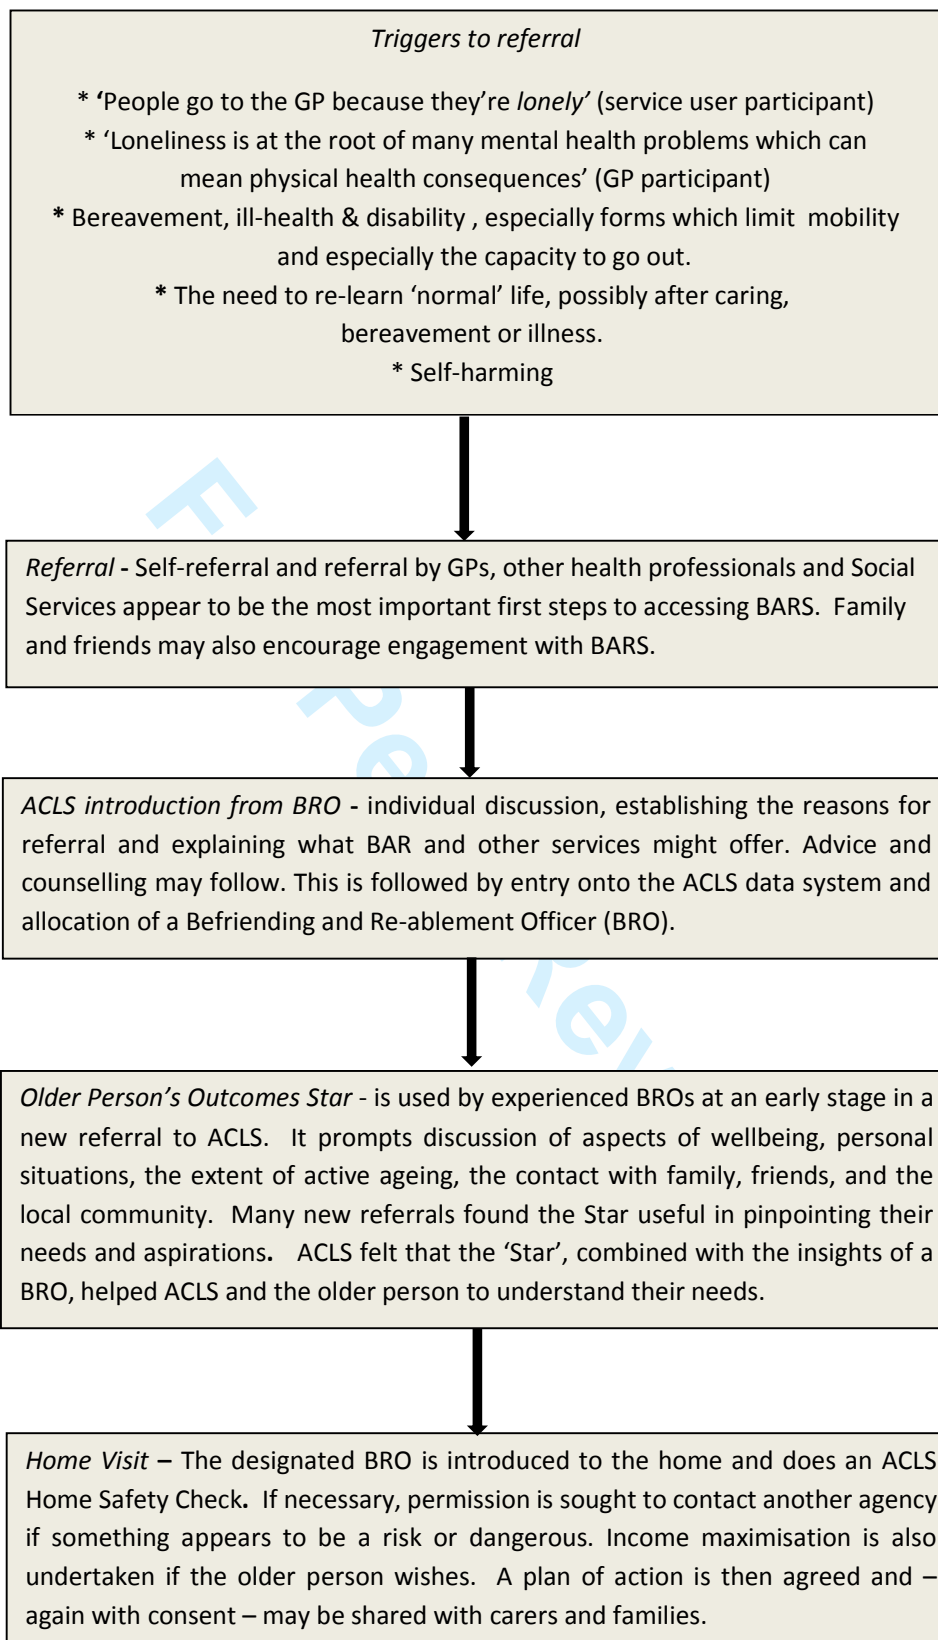 Triggers to referral
* 'People go to the GP because they're lonely' (service user participant)
* 'Loneliness is at the root of many mental health problems which can
mean physical health consequences' (GP participant)
* Bereavement, ill-health & disability , especially forms which limit mobility
and especially the capacity to go out.
* The need to re-learn 'normal' life, possibly after caring,
bereavement or illness.
* Self-harming
Referral - Self-referral and referral by GPs, other health professionals and Social
Services appear to be the most important first steps to accessing BARS. Family
and friends may also encourage engagement with BARS.
ACLS introduction from BRO - individual discussion, establishing the reasons for
referral and explaining what BAR and other services might offer. Advice and
counselling may follow. This is followed by entry onto the ACLS data system and
allocation of a Befriending and Re-ablement Officer (BRO).
Older Person's Outcomes Star - is used by experienced BROs at an early stage in a
new referral to ACLS. It prompts discussion of aspects of wellbeing, personal
situations, the extent of active ageing, the contact with family, friends, and the
local community. Many new referrals found the Star useful in pinpointing their
needs and aspirations. ACLS felt that the 'Star', combined with the insights of a
BRO, helped ACLS and the older person to understand their needs.
Home Visit – The designated BRO is introduced to the home and does an ACLS
Home Safety Check. If necessary, permission is sought to contact another agency
if something appears to be a risk or dangerous. Income maximisation is also
undertaken if the older person wishes. A plan of action is then agreed and –
again with consent – may be shared with carers and families.